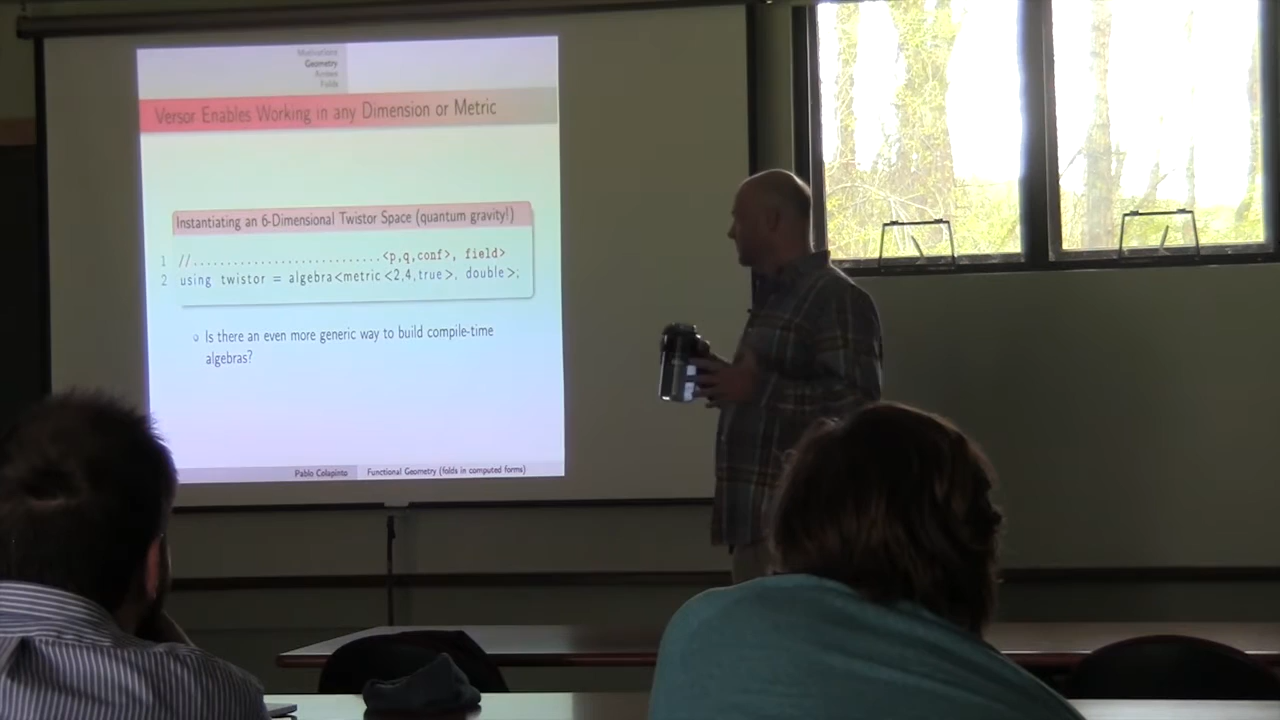 Motivations
Geometry
Action
Folds
Versor Enables Working in any Dimension or Metric
Instantiating an 6-Dimensional Twistor Space (quantum gravity!)
1 //...........................<p,q,conf>, field>
2 using twistor = algebra<metric<2,4,true>, double>;
Is there an even more generic way to build compile-time
algebras?
Pablo Colapinto Functional Geometry (folds in computed forms)